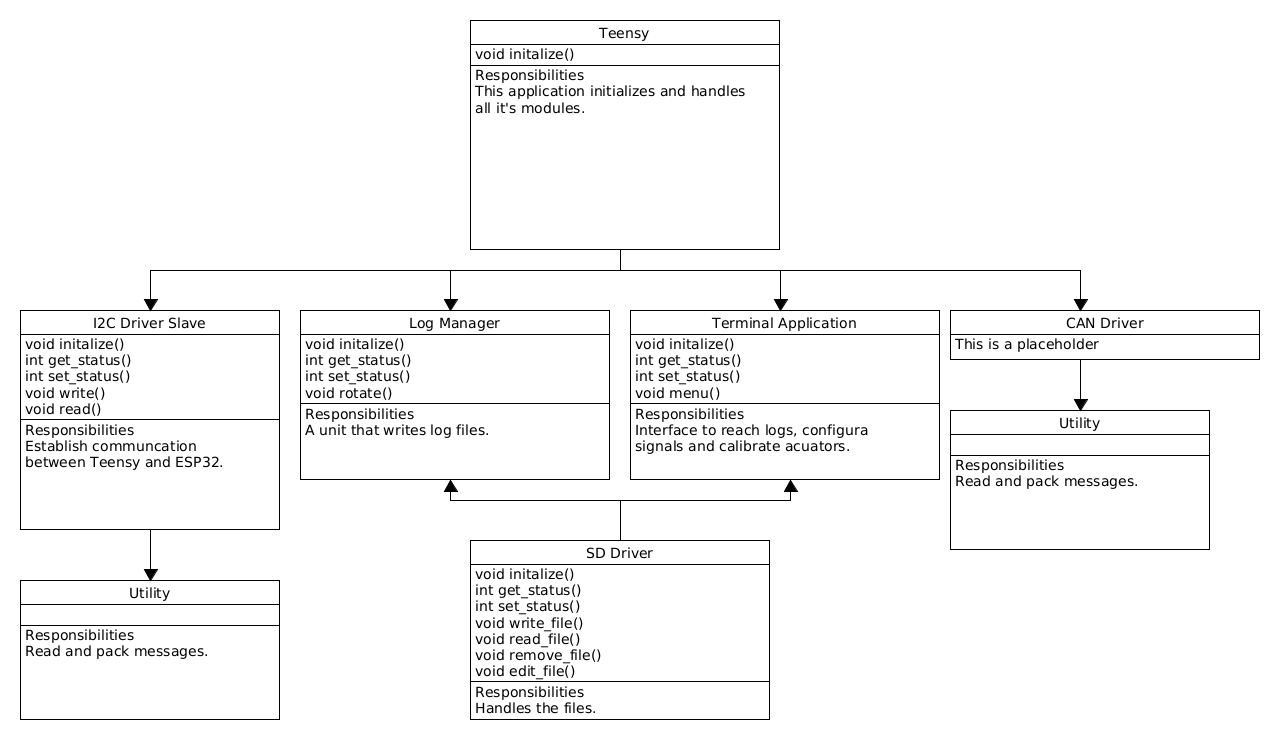 Teensy
void initalize()
Responsibilities
This application initializes and handles
all it's modules.
I2C Driver Slave
void initalize()
int get_status()
int set_status()
void write()
void read()
Responsibilities
Establish communcation
between Teensy and ESP32.
Log Manager
void initalize()
int get_status()
int set_status()
void rotate()
Responsibilities
A unit that writes log files.
Terminal Application
void initalize()
int get_status()
int set_status()
void menu()
Responsibilities
Interface to reach logs, configura
signals and calibrate acuators.
CAN Driver
This is a placeholder
Utility
Responsibilities
Read and pack messages.
Utility
Responsibilities
Read and pack messages.
SD Driver
void initalize()
int get_status()
int set_status()
void write_file()
void read_file()
void remove_file()
void edit_file()
Responsibilities
Handles the files.